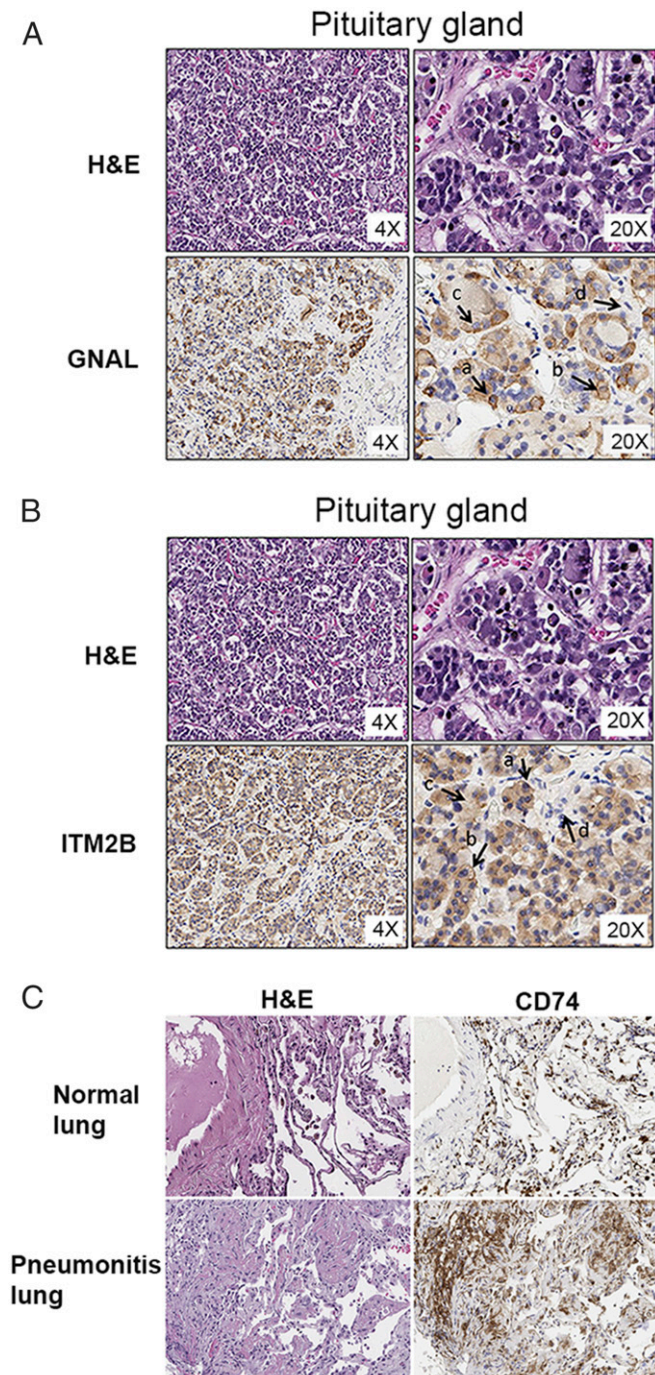 A
Pituitary gland
H&E
4X
20X
GNAL
4X
c
d
a
b
20X
B
Pituitary gland
H&E
4X
20X
ITM2B
4X
a
c
b
d
20X
C
H&E
CD74
Normal
lung
Pneumonitis
lung